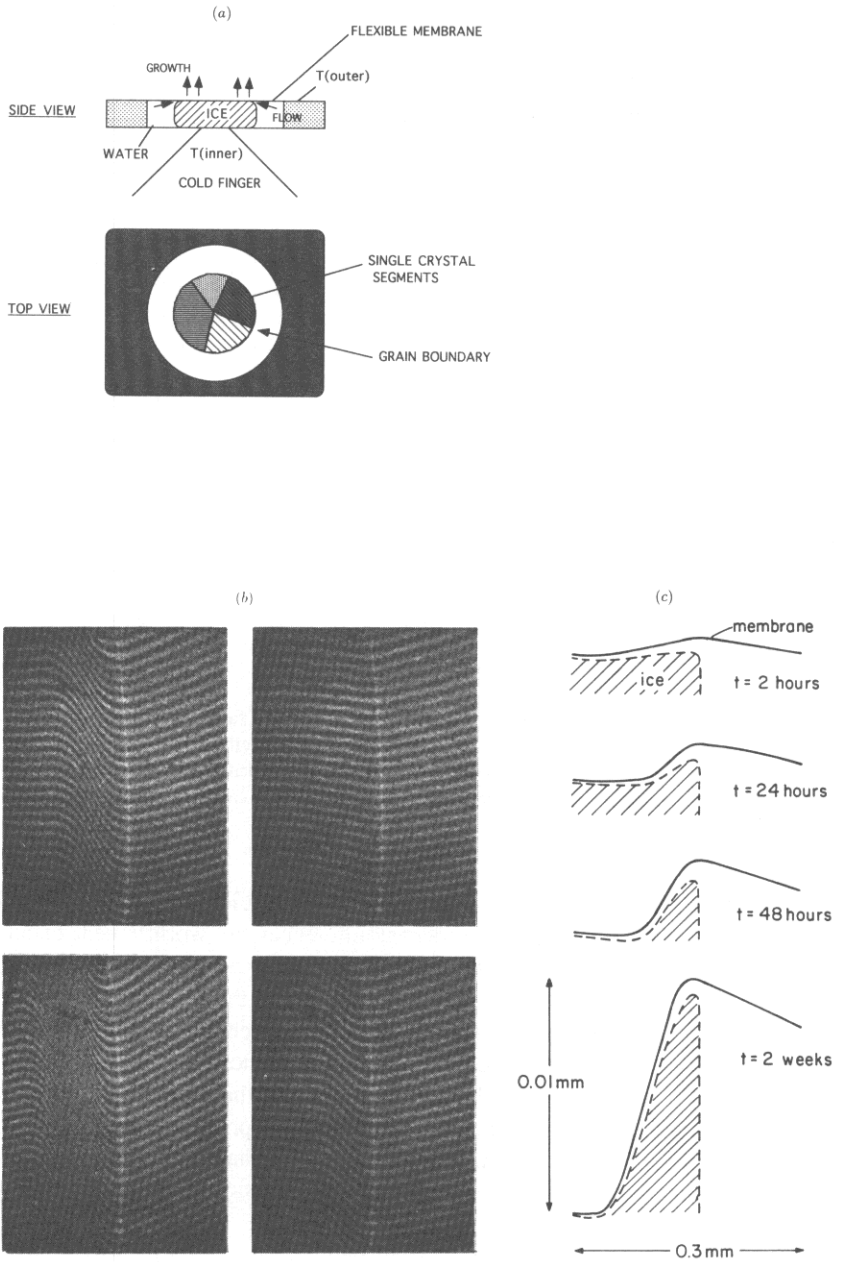 (a)
FLEXIBLE MEMBRANE
GROWTH
T(outer)
SIDE VIEW
ICE
FLOW
WATER
T(inner)
COLD FINGER
SINGLE CRYSTAL
SEGMENTS
TOP VIEW
GRAIN BOUNDARY
(b)
(c)
membrane
ice
t = 2 hours
t = 24 hours
t = 48 hours
0.01mm
t = 2 weeks
0.3mm